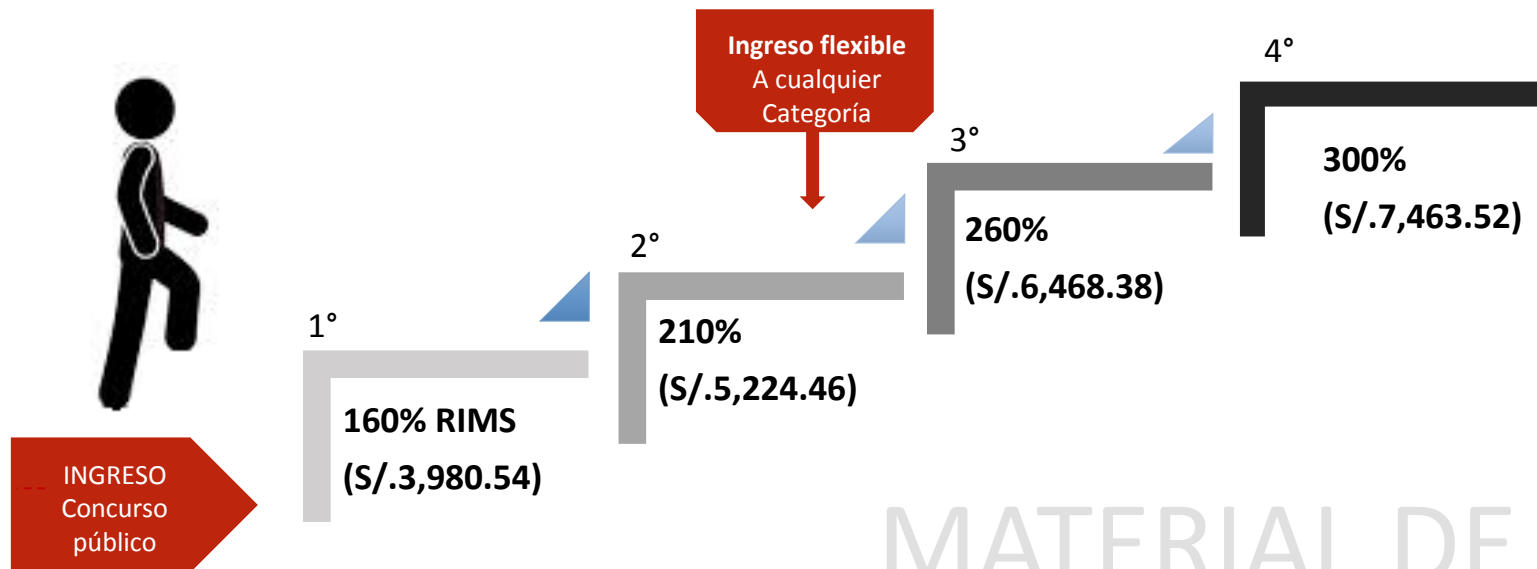 Ingreso flexible
A cualquier
Categoría
4°
300%
(S/.7,463.52)
3°
260%
(S/.6,468.38)
2°
210%
(S/.5,224.46)
1°
160% RIMS
(S/.3,980.54)
INGRESO
Concurso
público
MATERIAL DE